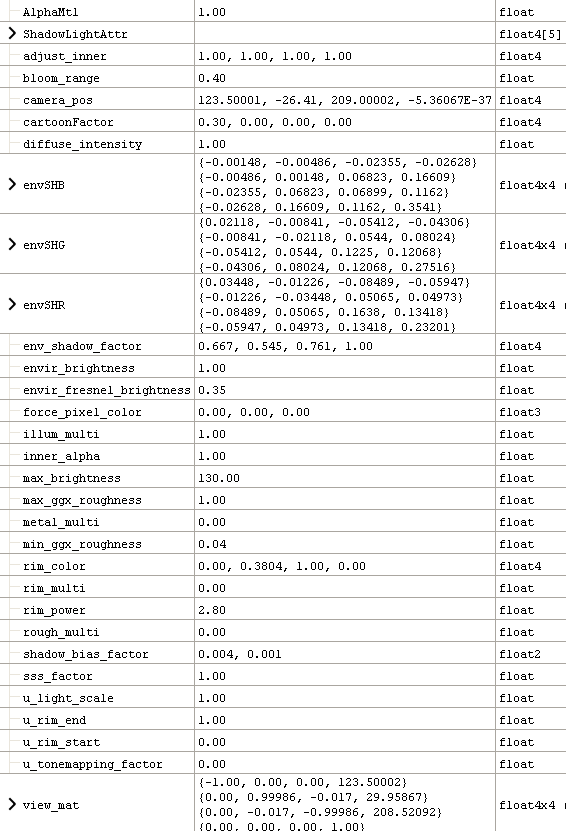 AlphaMtl 1.00 float
ShadowLightAttr float4[5]
adjust_inner 1.00, 1.00, 1.00, 1.00 float4
bloom_range 0.40 float
camera_pos 123.50001, -26.41, 209.00002, -5.36067E-37 float4
cartoonFactor 0.30, 0.00, 0.00, 0.00 float4
diffuse_intensity 1.00 float
{-0.00148, -0.00486, -0.02355, -0.02628}
{-0.00486, 0.00148, 0.06823, 0.16609}
envSHB float4x4
{-0.02355, 0.06823, 0.06899, 0.1162}
{-0.02628, 0.16609, 0.1162, 0.3541}
{0.02118, -0.00841, -0.05412, -0.04306}
{-0.00841, -0.02118, 0.0544, 0.08024}
envSHG float4x4
{-0.05412, 0.0544, 0.1225, 0.12068}
{-0.04306, 0.08024, 0.12068, 0.27516}
{0.03448, -0.01226, -0.08489, -0.05947}
{-0.01226, -0.03448, 0.05065, 0.04973}
envSHR float4x4
{-0.08489, 0.05065, 0.1638, 0.13418}
{-0.05947, 0.04973, 0.13418, 0.23201}
env_shadow_factor 0.667, 0.545, 0.761, 1.00 float4
envir_brightness 1.00 float
envir_fresnel_brightness 0.35 float
force_pixel_color 0.00, 0.00, 0.00 float3
illum_multi 1.00 float
inner_alpha 1.00 float
max_brightness 130.00 float
max_ggx_roughness 1.00 float
metal_multi 0.00 float
min_ggx_roughness 0.04 float
rim_color 0.00, 0.3804, 1.00, 0.00 float4
rim_multi 0.00 float
rim_power 2.80 float
rough_multi 0.00 float
shadow_bias_factor 0.004, 0.001 float2
sss_factor 1.00 float
u_light_scale 1.00 float
u_rim_end 1.00 float
u_rim_start 0.00 float
u_tonemapping_factor 0.00 float
{-1.00, 0.00, 0.00, 123.50002}
{0.00, 0.99986, -0.017, 29.95867}
view_mat float4x4
{0.00, -0.017, -0.99986, 208.52092}
{0.00, 0.00, 0.00, 1.00}